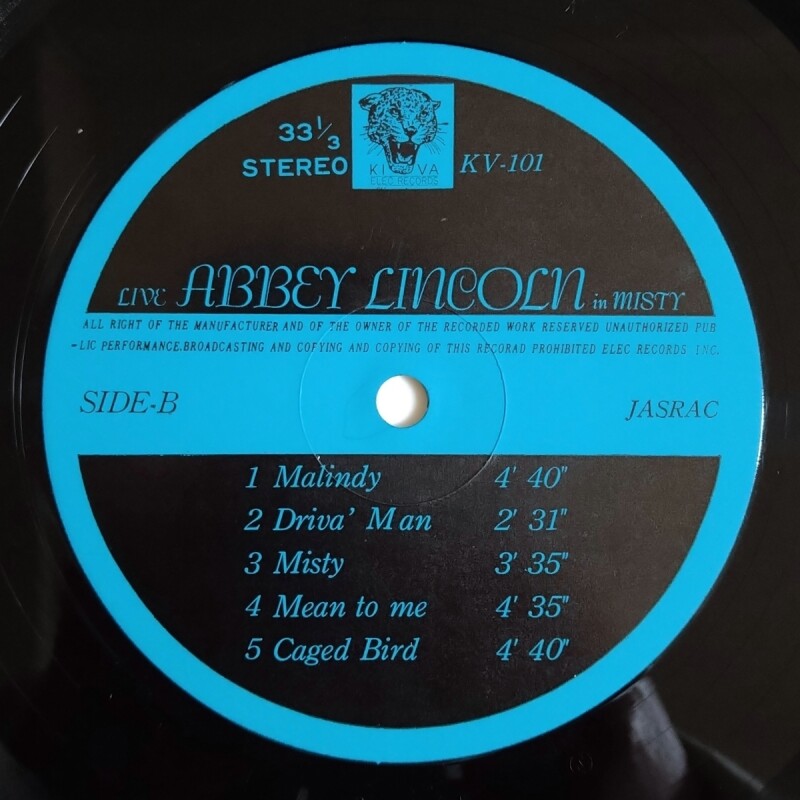 33 1/3
STEREO
KIVA
ELEC RECORDS
KV-101
LIVE ABBEY LINCOLN in MISTY
ALL RIGHT OF THE MANUFACTURER AND OF THE OWNER OF THE RECORDED WORK RESERVED UNAUTHORIZED PUB
-LIC PERFORMANCE.BROADCASTING AND COFYING AND COPYING OF THIS RECORAD PROHIBITED ELEC RECORDS INC.
SIDE-B
JASRAC
1 Malindy 4' 40"
2 Driva' Man 2' 31"
3 Misty 3' 35"
4 Mean to me 4' 35"
5 Caged Bird 4' 40"